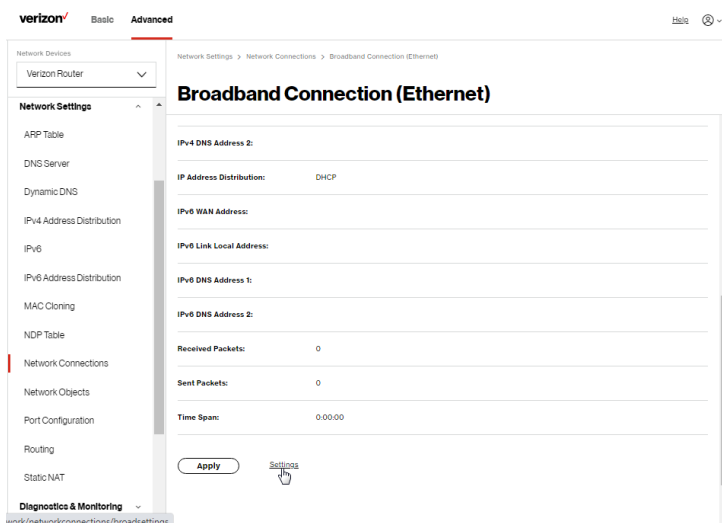 verizon✓ Basic Advanced Help
Network Devices
Verizon Router
Network Settings
ARP Table
DNS Server
Dynamic DNS
IPv4 Address Distribution
IPv6
IPv6 Address Distribution
MAC Cloning
NDP Table
Network Connections
Network Objects
Port Configuration
Routing
Static NAT
Diagnostics & Monitoring
work/networkconnections/broadsettings
Network Settings > Network Connections > Broadband Connection (Ethernet)
Broadband Connection (Ethernet)
IPv4 DNS Address 2:
IP Address Distribution: DHCP
IPv6 WAN Address:
IPv6 Link Local Address:
IPv6 DNS Address 1:
IPv6 DNS Address 2:
Received Packets: 0
Sent Packets: 0
Time Span: 0:00:00
Apply Settings